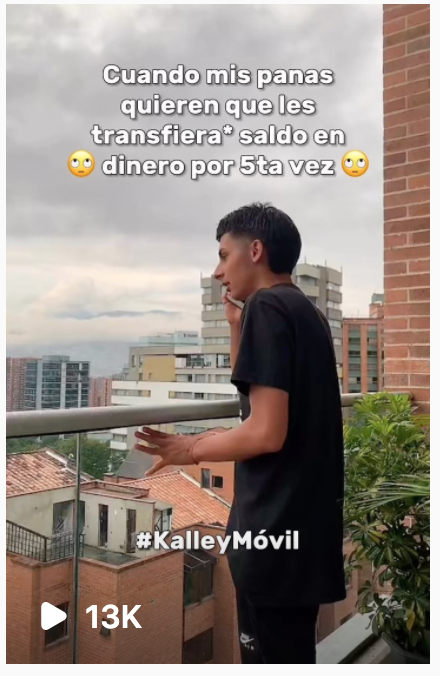 Cuando mis panas
quieren que les
transfiera* saldo en
🙄 dinero por 5ta vez 🙄
#KalleyMóvil
13K